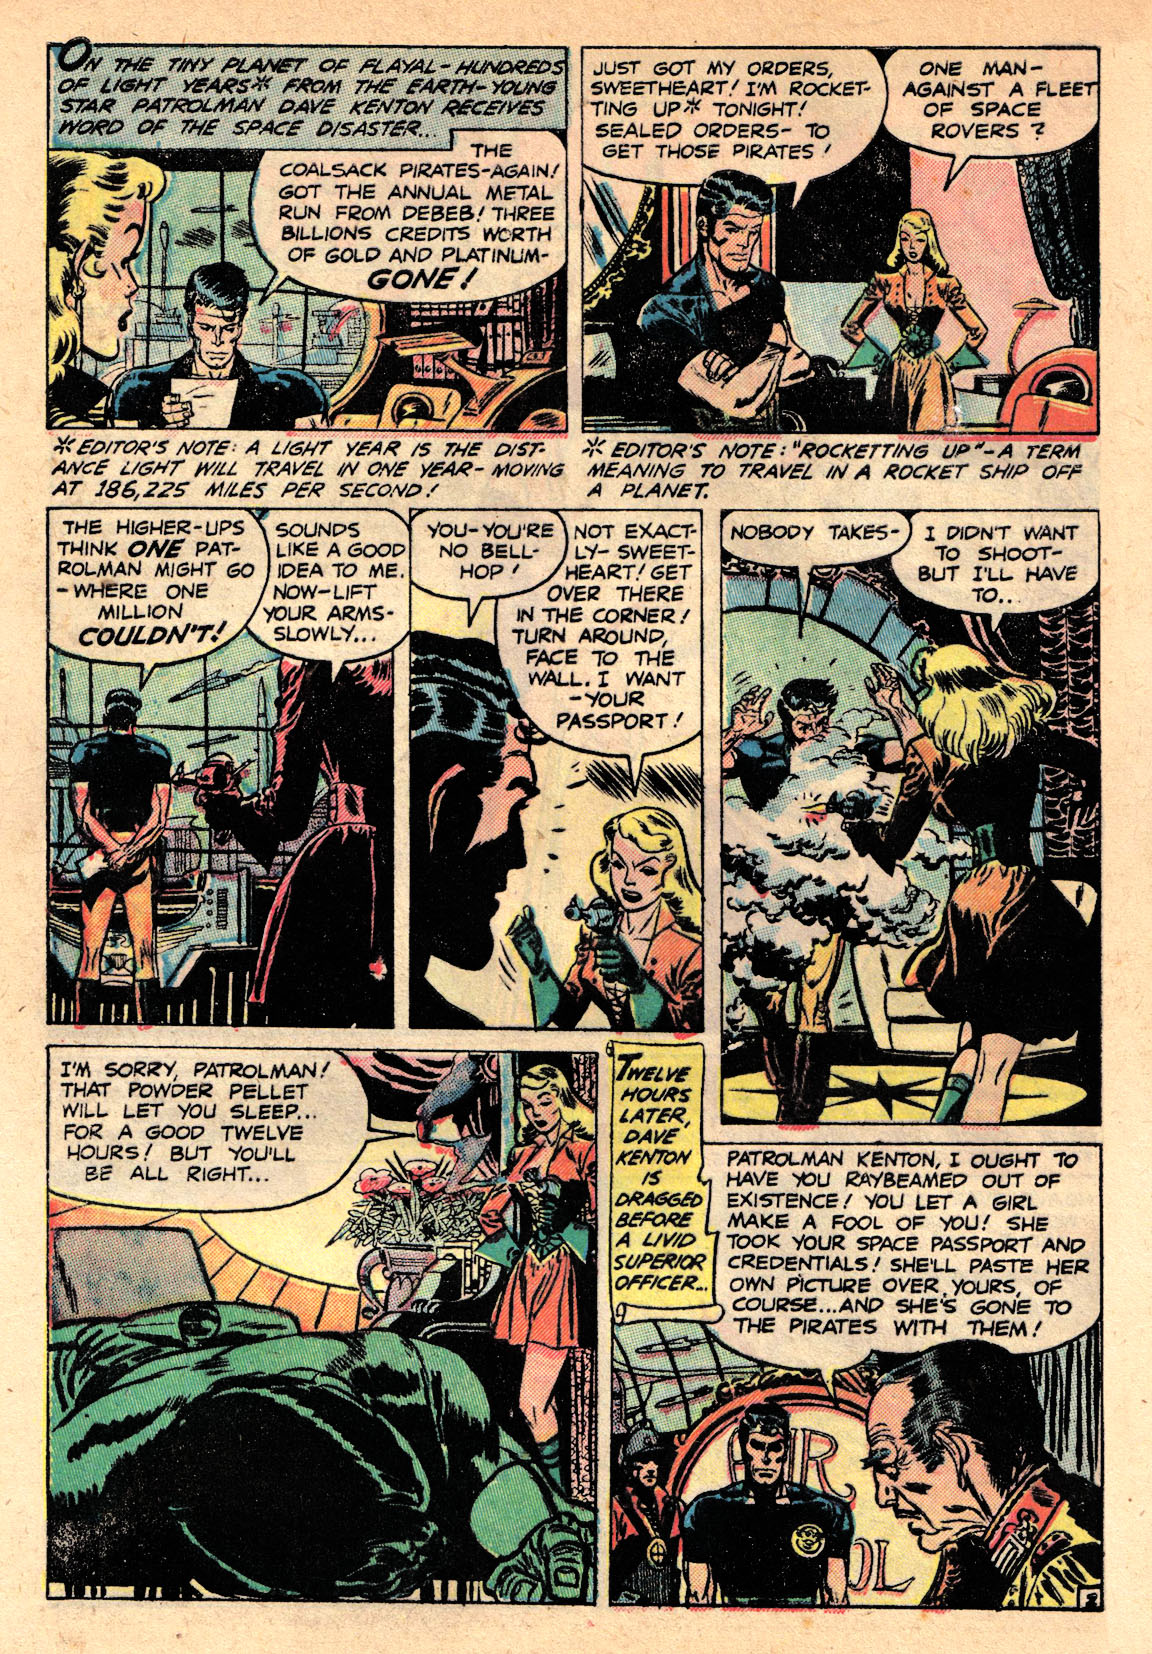 ON THE TINY PLANET OF FLAYAL-HUNDREDS
OF LIGHT YEARS* FROM THE EARTH-YOUNG
STAR PATROLMAN DAVE KENTON RECEIVES
WORD OF THE SPACE DISASTER...
THE
COALSACK PIRATES-AGAIN!
GOT THE ANNUAL METAL
RUN FROM DEBEB! THREE
BILLIONS CREDITS WORTH
OF GOLD AND PLATINUM-
GONE!
* EDITOR'S NOTE: A LIGHT YEAR IS THE DIST-
ANCE LIGHT WILL TRAVEL IN ONE YEAR-MOVING
AT 186,225 MILES PER SECOND!
JUST GOT MY ORDERS,
SWEETHEART! I'M ROCKET-
TING UP* TONIGHT!
SEALED ORDERS- TO
GET THOSE PIRATES!
ONE MAN-
AGAINST A FLEET
OF SPACE
ROVERS?
* EDITOR'S NOTE: "ROCKETTING UP"-A TERM
MEANING TO TRAVEL IN A ROCKET SHIP OFF
A PLANET.
THE HIGHER-UPS
THINK ONE PAT-
ROLMAN MIGHT GO
-WHERE ONE
MILLION
COULDN'T!
SOUNDS
LIKE A GOOD
IDEA TO ME.
NOW-LIFT
YOUR ARMS-
SLOWLY...
YOU-YOU'RE
NO BELL-
HOP!
NOT EXACT-
LY-SWEET-
HEART! GET
OVER THERE
IN THE CORNER!
TURN AROUND,
FACE TO THE
WALL. I WANT
-YOUR
PASSPORT!
NOBODY TAKES-
I DIDN'T WANT
TO SHOOT-
BUT I'LL HAVE
TO...
I'M SORRY, PATROLMAN!
THAT POWDER PELLET
WILL LET YOU SLEEP...
FOR A GOOD TWELVE
HOURS! BUT YOU'LL
BE ALL RIGHT...
TWELVE
HOURS
LATER,
DAVE
KENTON
IS
DRAGGED
BEFORE
A LIVID
SUPERIOR
OFFICER...
PATROLMAN KENTON, I OUGHT TO
HAVE YOU RAYBEAMED OUT OF
EXISTENCE! YOU LET A GIRL
MAKE A FOOL OF YOU! SHE
TOOK YOUR SPACE PASSPORT AND
CREDENTIALS! SHE'LL PASTE HER
OWN PICTURE OVER YOURS, OF
COURSE...AND SHE'S GONE TO
THE PIRATES WITH THEM!
OL
2